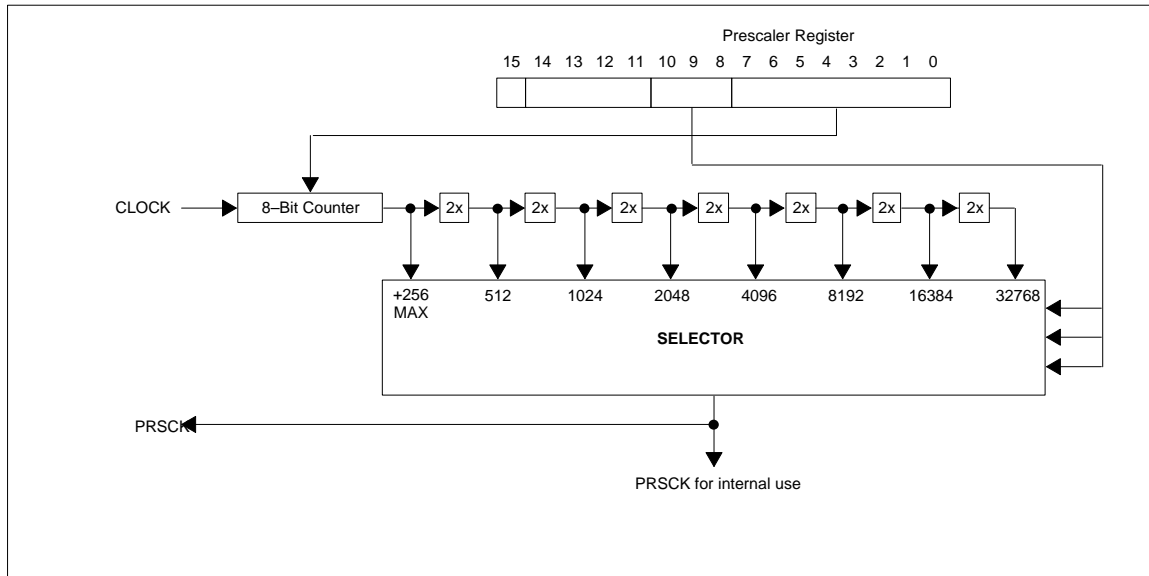 Prescaler Register
15 14 13 12 11 10 9 8 7 6 5 4 3 2 1 0
CLOCK 8–Bit Counter 2x 2x 2x 2x 2x 2x 2x
+256 512 1024 2048 4096 8192 16384 32768
MAX
SELECTOR
PRSCK
PRSCK for internal use